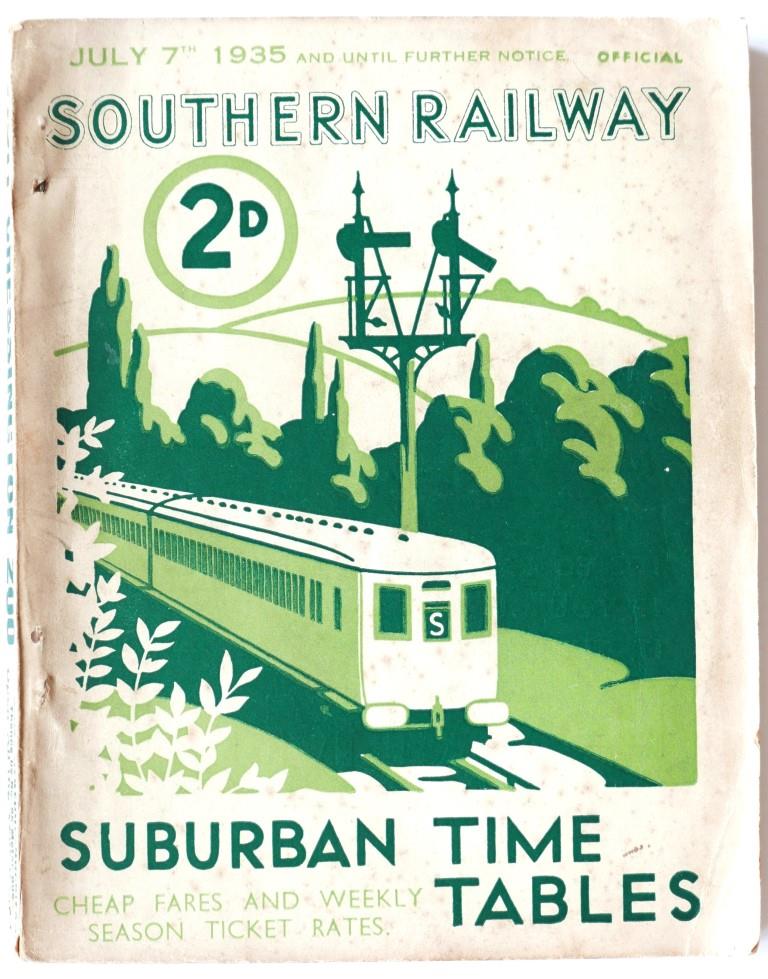 JULY 7TH 1935 AND UNTIL FURTHER NOTICE. OFFICIAL
SOUTHERN RAILWAY
2D
S
SUBURBAN TIME
TABLES
CHEAP FARES AND WEEKLY
SEASON TICKET RATES.